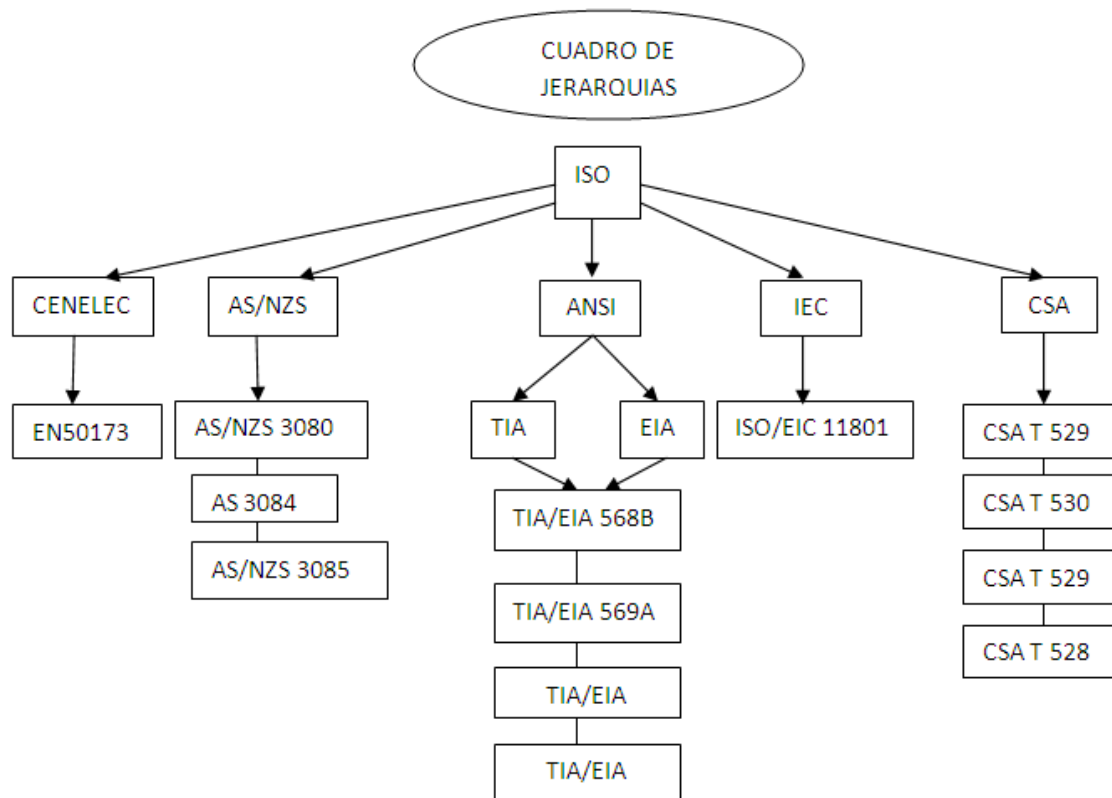 CUADRO DE
JERARQUIAS
ISO
CENELEC
AS/NZS
ANSI
IEC
CSA
EN50173
AS/NZS 3080
TIA
EIA
ISO/EIC 11801
CSA T 529
AS 3084
TIA/EIA 568B
CSA T 530
AS/NZS 3085
TIA/EIA 569A
CSA T 529
TIA/EIA
CSA T 528
TIA/EIA